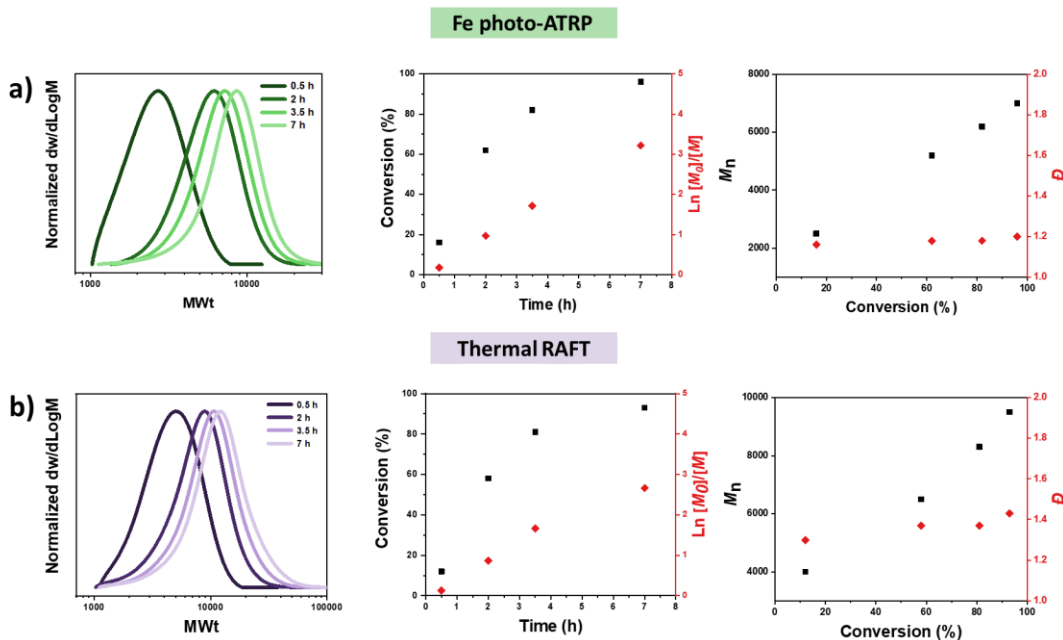 Fe photo-ATRP
a)
Normalized dw/dLogM
0.5 h
2 h
3.5 h
7 h
1000
10000
MWt
Conversion (%)
100
80
60
40
20
0
0 1 2 3 4 5 6 7 8
Time (h)
5
4
3
2
1
0
Ln [M0]/[M]
Mn
8000
6000
4000
2000
0 20 40 60 80 100
Conversion (%)
2.0
1.8
1.6
1.4
1.2
1.0
Đ
Thermal RAFT
b)
Normalized dw/dLogM
0.5 h
2 h
3.5 h
7 h
1000
10000
100000
MWt
Conversion (%)
100
80
60
40
20
0
0 1 2 3 4 5 6 7 8
Time (h)
5
4
3
2
1
0
Ln [M0]/[M]
Mn
10000
8000
6000
4000
0 20 40 60 80 100
Conversion (%)
2.0
1.8
1.6
1.4
1.2
1.0
Đ